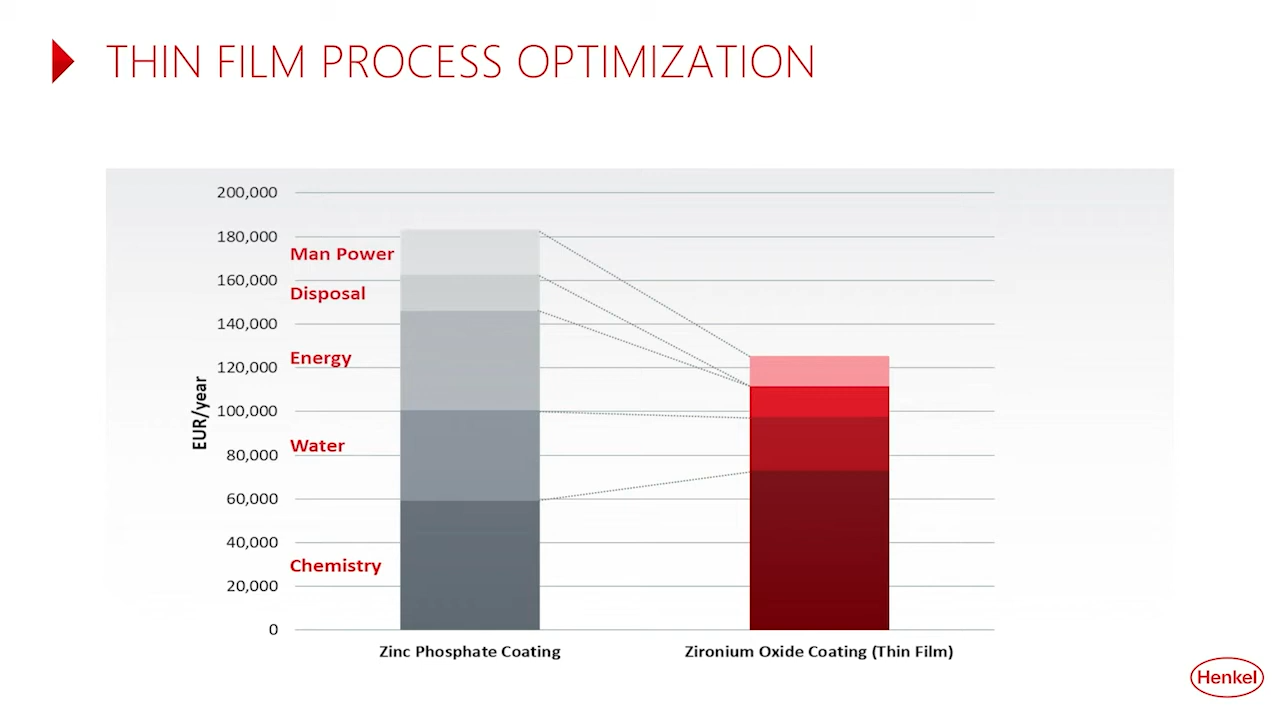 THIN FILM PROCESS OPTIMIZATION
200,000
180,000
Man Power
160,000
Disposal
140,000
Energy
120,000
EUR/year
100,000
Water
80,000
60,000
40,000
Chemistry
20,000
0
Zinc Phosphate Coating
Zironium Oxide Coating (Thin Film)
Henkel